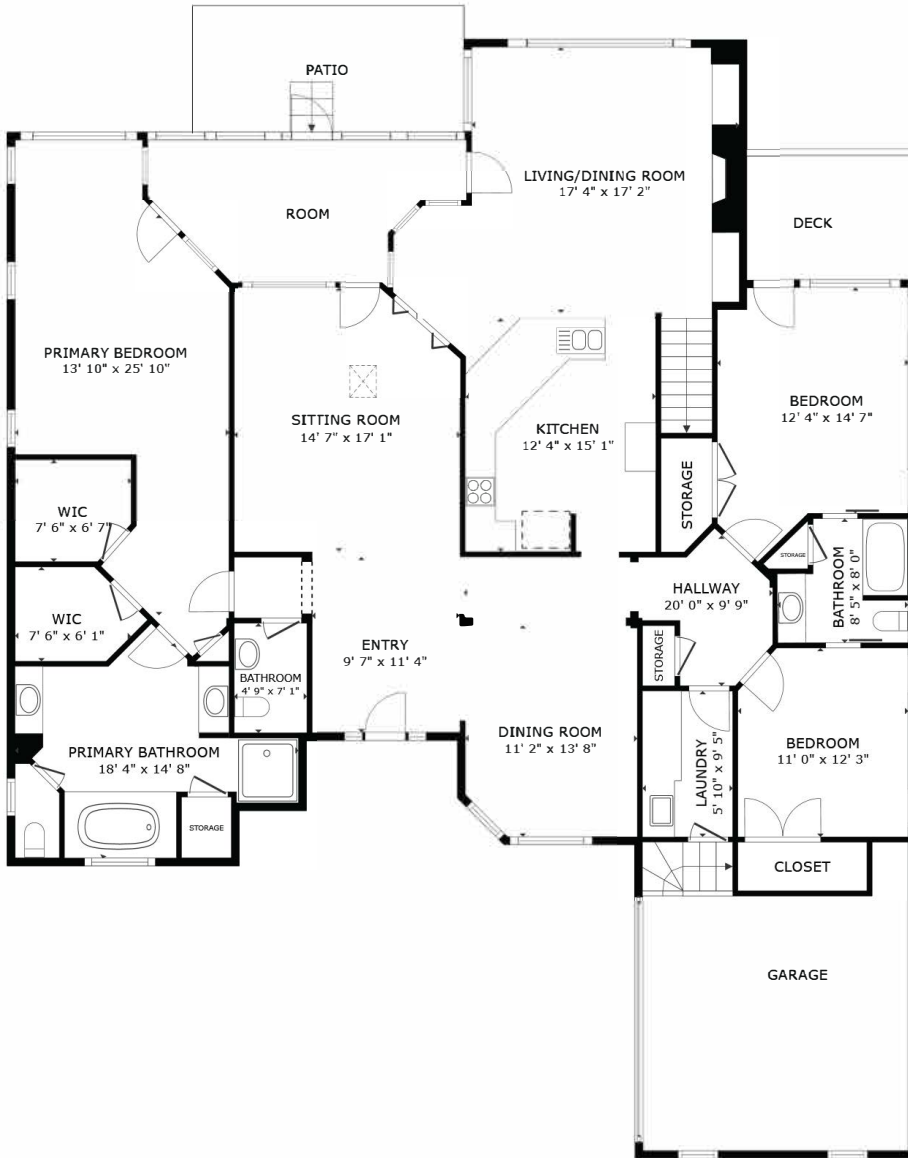 PATIO
LIVING/DINING ROOM
17' 4" x 17' 2"
ROOM
DECK
PRIMARY BEDROOM
13' 10" x 25' 10"
BEDROOM
12' 4" x 14' 7"
SITTING ROOM
14' 7" x 17' 1"
KITCHEN
12' 4" x 15' 1"
STORAGE
WIC
7' 6" x 6' 7"
STORAGE
BATHROOM
8' 5" x 8' 0"
HALLWAY
20' 0" x 9' 9"
WIC
7' 6" x 6' 1"
ENTRY
9' 7" x 11' 4"
STORAGE
BATHROOM
4' 9" x 7' 1"
DINING ROOM
11' 2" x 13' 8"
BEDROOM
11' 0" x 12' 3"
PRIMARY BATHROOM
18' 4" x 14' 8"
LAUNDRY
5' 10" x 9' 5"
STORAGE
CLOSET
GARAGE